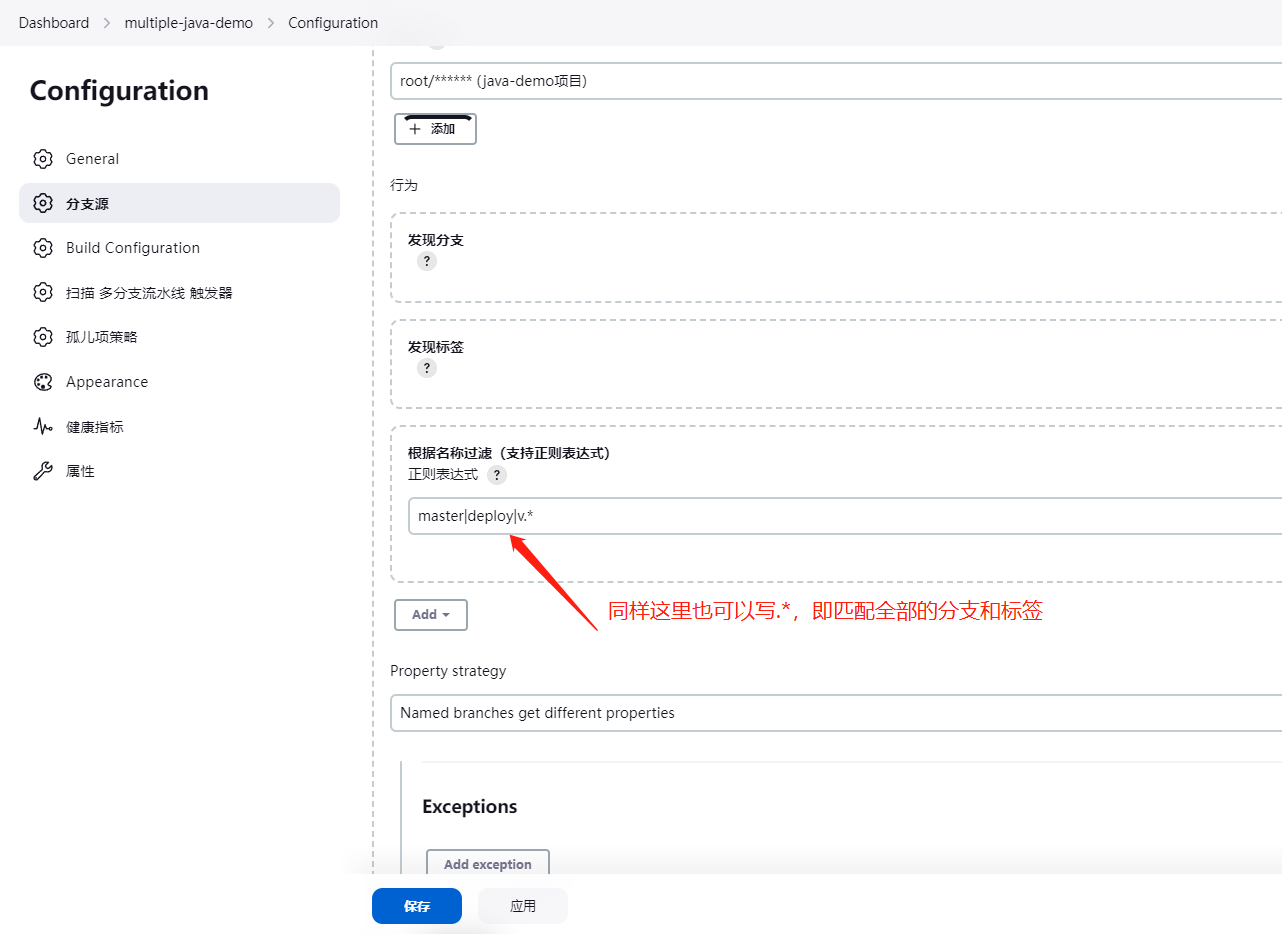 Dashboard > multiple-java-demo > Configuration
Configuration
General
分支源
Build Configuration
扫描 多分支流水线 触发器
孤儿项策略
Appearance
健康指标
属性
root/****** (java-demo项目)
+ 添加
行为
发现分支
?
发现标签
?
根据名称过滤（支持正则表达式）
正则表达式 ?
master|deploy|v.*
同样这里也可以写.*，即匹配全部的分支和标签
Add
Property strategy
Named branches get different properties
Exceptions
Add exception
保存 应用